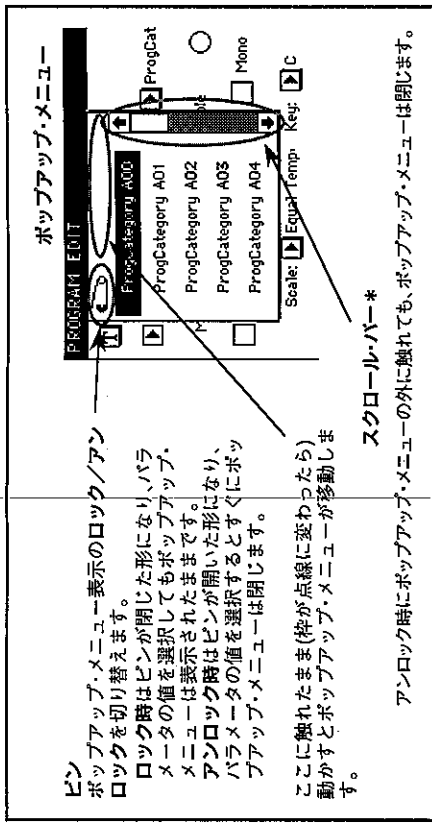 ポップアップ・メニュー
ピン
ポップアップ・メニュー表示のロック/アン
ロックを切り替えます。
ロック時はピンが閉じた形になり、パラ
メータの値を選択してもポップアップ・
メニューは表示されたままです。
アンロック時はピンが開いた形になり、
パラメータの値を選択するとすぐにポッ
プアップ・メニューは閉じます。
ここに触れたまま(枠が点線に変わったら)
動かすとポップアップ・メニューが移動しま
す。
PROGRAM EDIT
T
ProgCategory A00
ProgCategory A01
ProgCategory A02
ProgCategory A03
ProgCategory A04
ProgCat
Mono
Scale: Equal Temp: Key: C
スクロール・バー*
アンロック時にポップアップ・メニューの外に触れても、ポップアップ・メニューは閉じます。